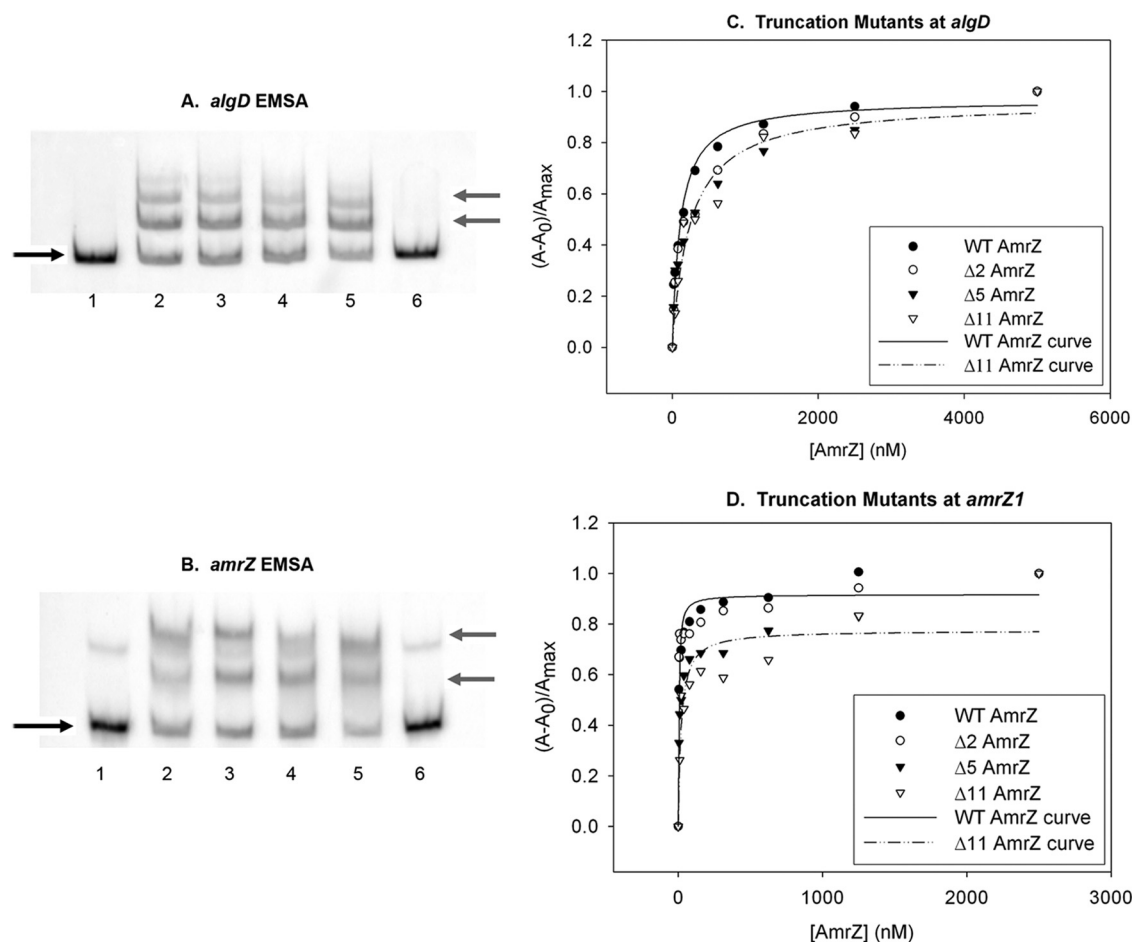 A. algD EMSA
1 2 3 4 5 6
B. amrZ EMSA
1 2 3 4 5 6
C. Truncation Mutants at algD
(A-A0)/Amax
1.2
1.0
0.8
0.6
0.4
0.2
0.0
0 2000 4000 6000
[AmrZ] (nM)
WT AmrZ
Δ2 AmrZ
Δ5 AmrZ
Δ11 AmrZ
WT AmrZ curve
Δ11 AmrZ curve
D. Truncation Mutants at amrZ1
(A-A0)/Amax
1.2
1.0
0.8
0.6
0.4
0.2
0.0
0 1000 2000 3000
[AmrZ] (nM)
WT AmrZ
Δ2 AmrZ
Δ5 AmrZ
Δ11 AmrZ
WT AmrZ curve
Δ11 AmrZ curve